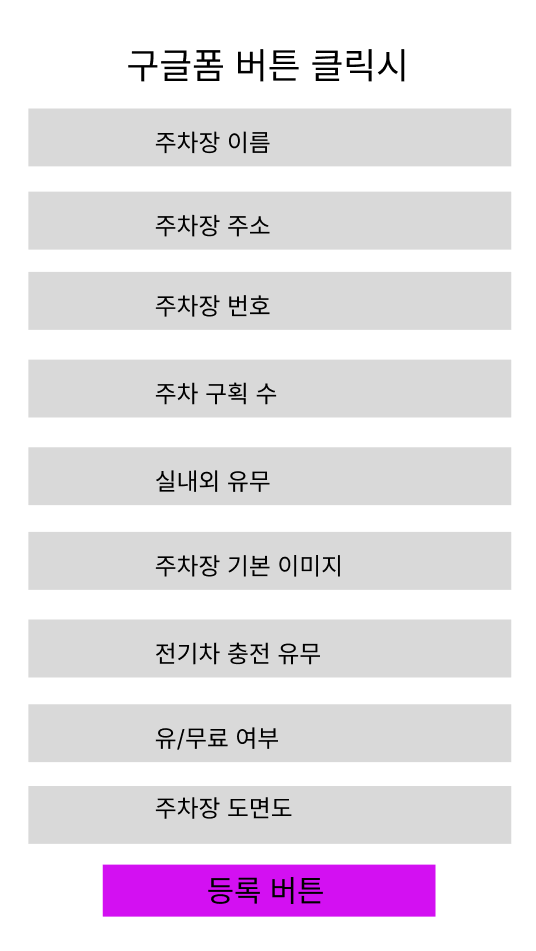 구글폼 버튼 클릭시
주차장 이름
주차장 주소
주차장 번호
주차 구획 수
실내외 유무
주차장 기본 이미지
전기차 충전 유무
유/무료 여부
주차장 도면도
등록 버튼